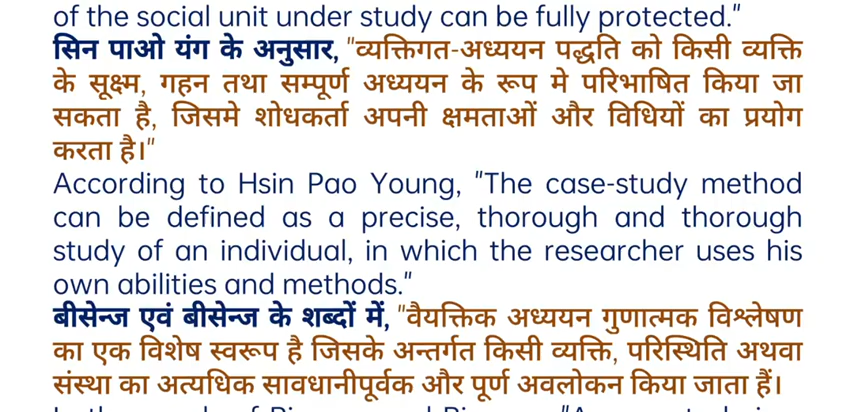 of the social unit under study can be fully protected."
सिन पाओ यंग के अनुसार, "व्यक्तिगत-अध्ययन पद्धति को किसी व्यक्ति
के सूक्ष्म, गहन तथा सम्पूर्ण अध्ययन के रूप मे परिभाषित किया जा
सकता है, जिसमे शोधकर्ता अपनी क्षमताओं और विधियों का प्रयोग
करता है।"
According to Hsin Pao Young, "The case-study method
can be defined as a precise, thorough and thorough
study of an individual, in which the researcher uses his
own abilities and methods."
बीसेन्ज एवं बीसेन्ज के शब्दों में, "वैयक्तिक अध्ययन गुणात्मक विश्लेषण
का एक विशेष स्वरूप है जिसके अन्तर्गत किसी व्यक्ति, परिस्थिति अथवा
संस्था का अत्यधिक सावधानीपूर्वक और पूर्ण अवलोकन किया जाता हैं।